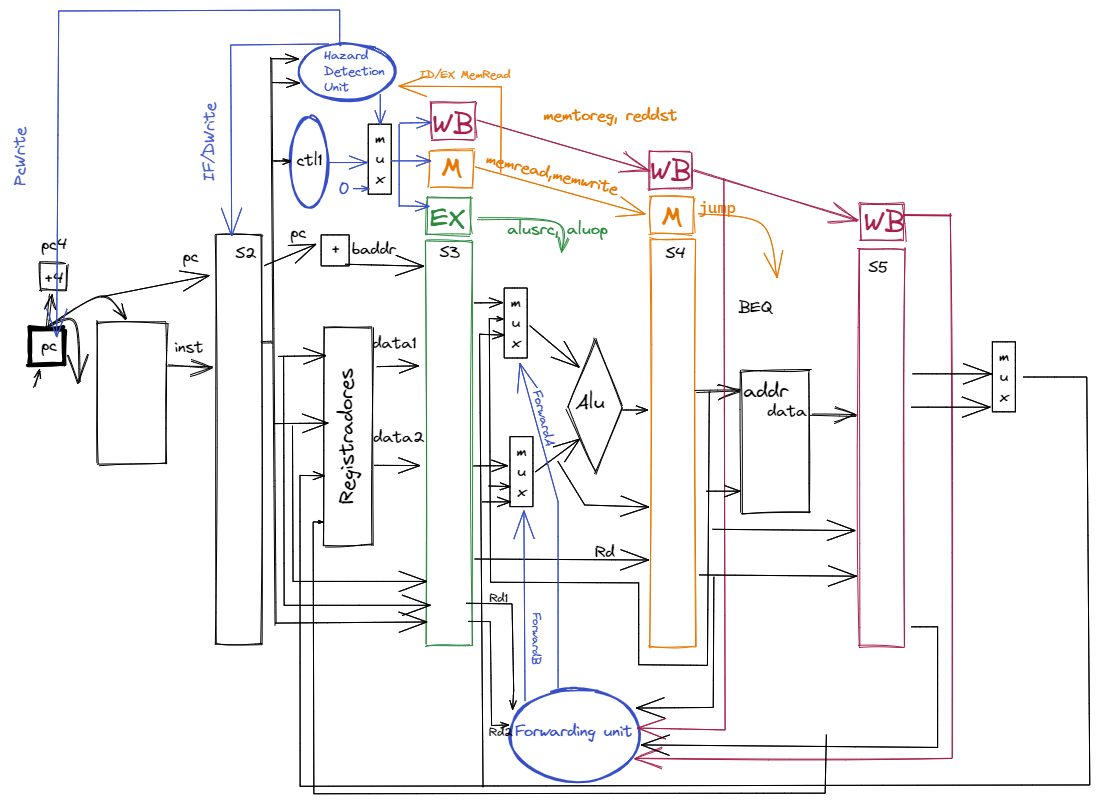 Hazard
Detection
Unit
ID/EX MemRead
PcWrite
IF/DWrite
ctl1
m
u
x
0
WB
memtoreg, reddst
M
memread,memwrite
WB
EX
alusrc, aluop
M
jump
WB
pc4
+4
pc
pc
inst
S2
pc
+
baddr
S3
S4
S5
BEQ
m
u
x
Registradores
data1
data2
Alu
ForwardA
m
u
x
addr
data
m
u
x
Rd
Rd1
ForwardB
Rd2
Forwarding unit